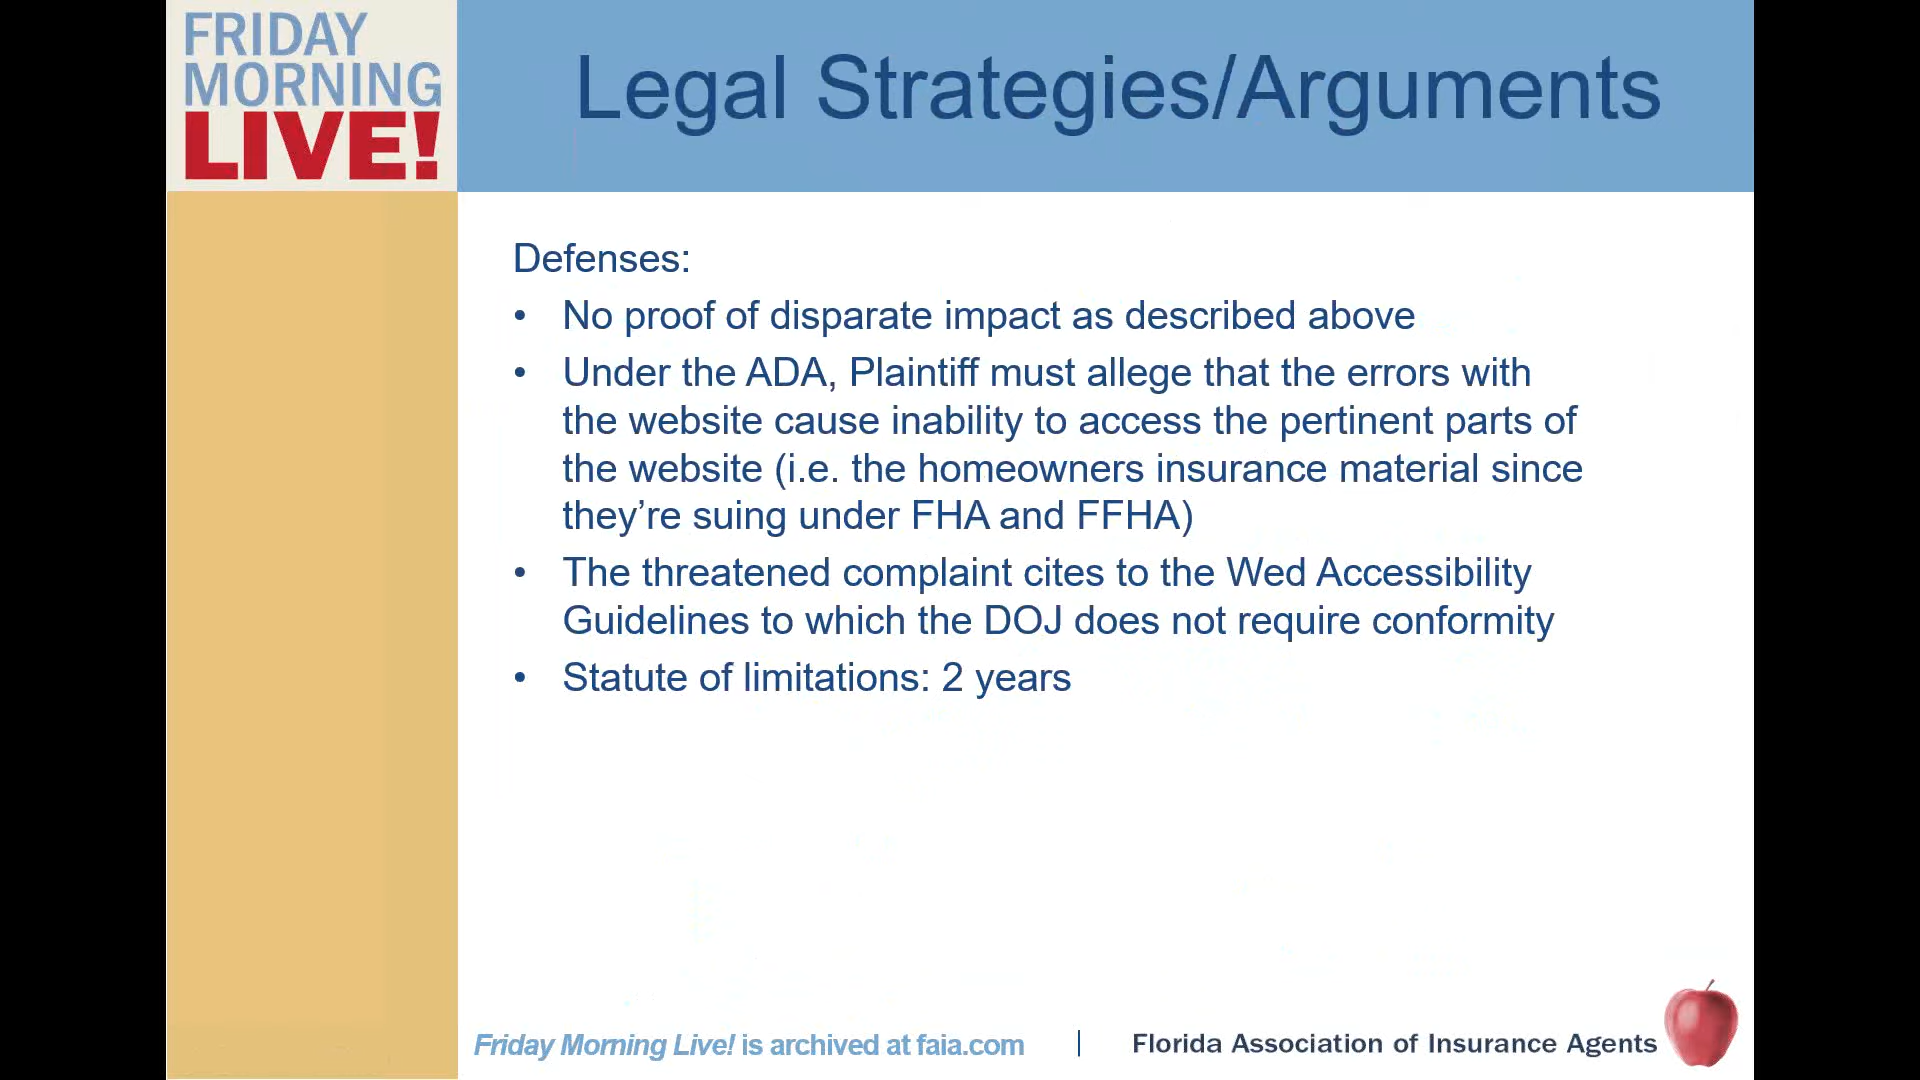 FRIDAY
MORNING
LIVE!
Legal Strategies/Arguments
Defenses:
• No proof of disparate impact as described above
• Under the ADA, Plaintiff must allege that the errors with
the website cause inability to access the pertinent parts of
the website (i.e. the homeowners insurance material since
they’re suing under FHA and FFHA)
• The threatened complaint cites to the Wed Accessibility
Guidelines to which the DOJ does not require conformity
• Statute of limitations: 2 years
Friday Morning Live! is archived at faia.com | Florida Association of Insurance Agents